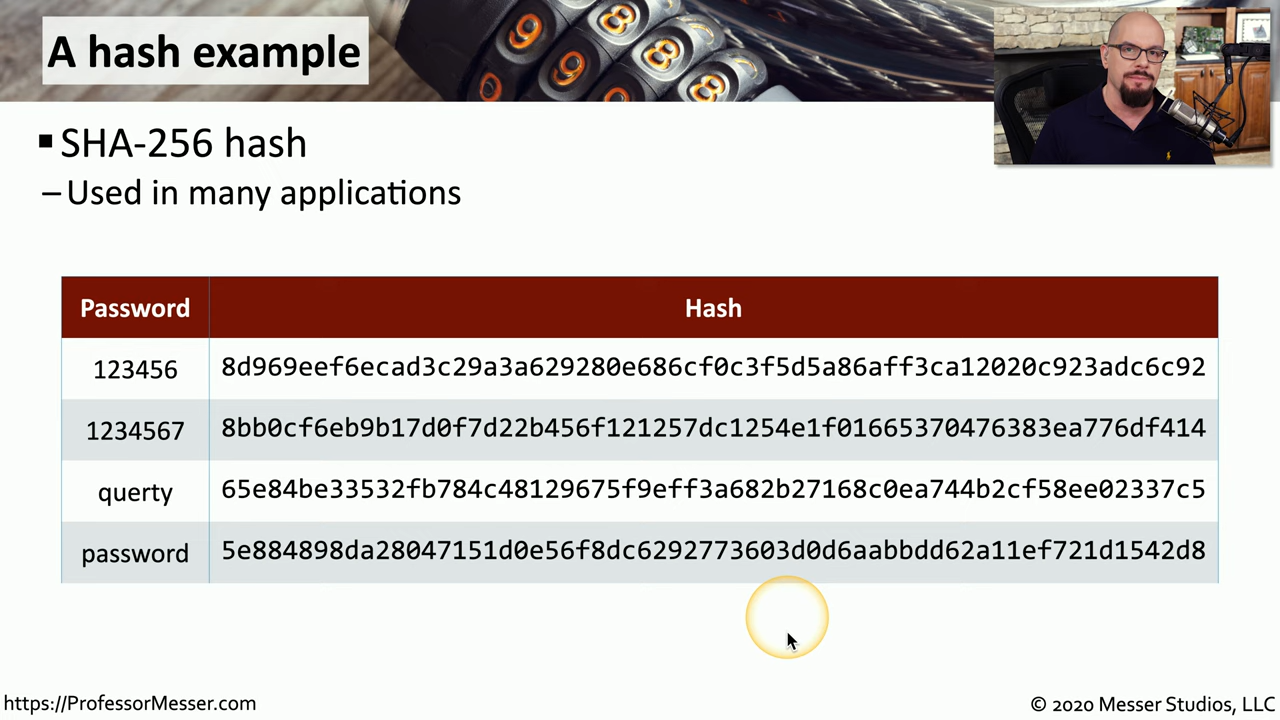 A hash example
▪ SHA-256 hash
– Used in many applications
Password Hash
123456 8d969eef6ecad3c29a3a629280e686cf0c3f5d5a86aff3ca12020c923adc6c92
1234567 8bb0cf6eb9b17d0f7d22b456f121257dc1254e1f01665370476383ea776df414
querty 65e84be33532fb784c48129675f9eff3a682b27168c0ea744b2cf58ee02337c5
password 5e884898da28047151d0e56f8dc6292773603d0d6aabbdd62a11ef721d1542d8
https://ProfessorMesser.com
© 2020 Messer Studios, LLC